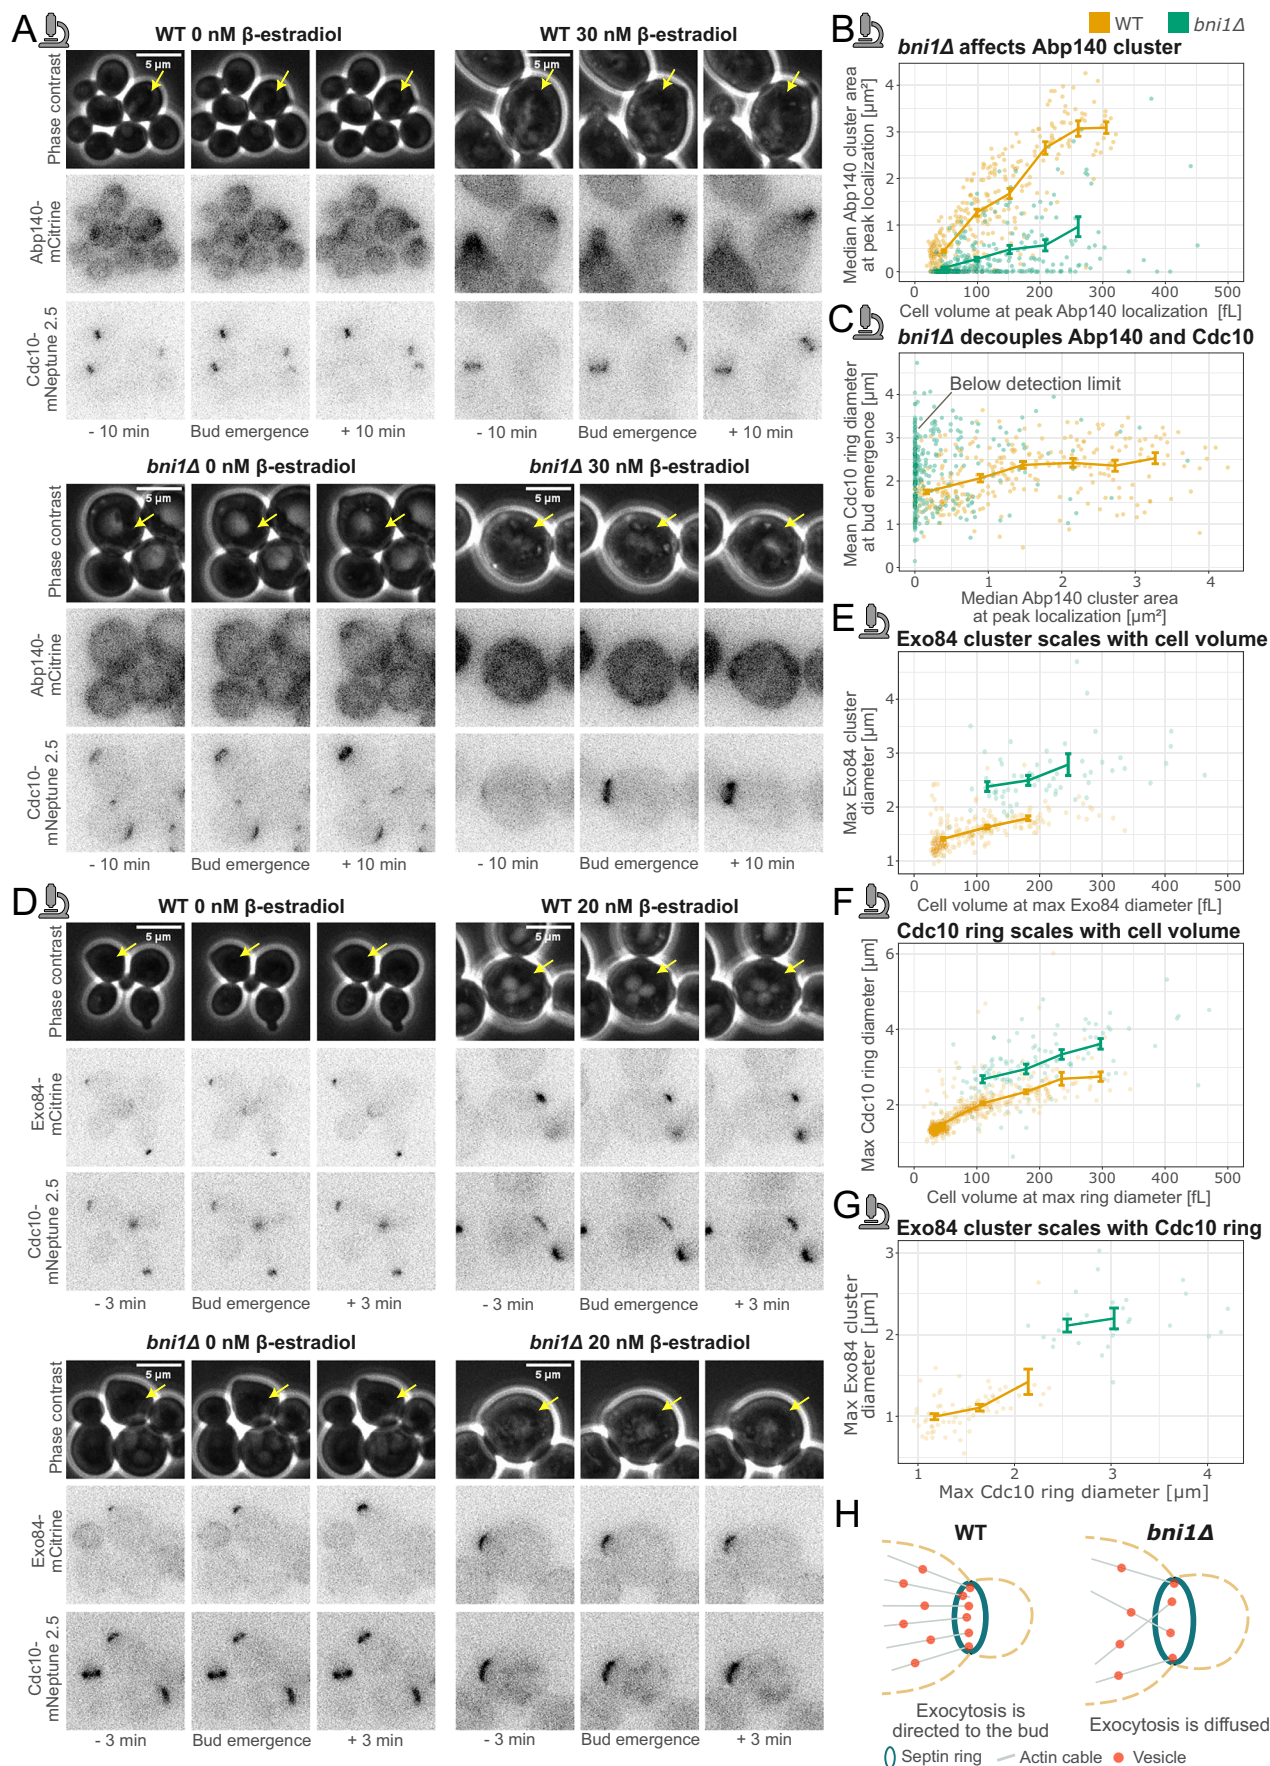 A
WT 0 nM β-estradiol
WT 30 nM β-estradiol
Phase contrast
5 μm
5 μm
Abp140-
mCitrine
Cdc10-
mNeptune 2.5
- 10 min
Bud emergence
+ 10 min
- 10 min
Bud emergence
+ 10 min
bni1Δ 0 nM β-estradiol
bni1Δ 30 nM β-estradiol
Phase contrast
5 μm
5 μm
Abp140-
mCitrine
Cdc10-
mNeptune 2.5
- 10 min
Bud emergence
+ 10 min
- 10 min
Bud emergence
+ 10 min
D
WT 0 nM β-estradiol
WT 20 nM β-estradiol
Phase contrast
5 μm
5 μm
Exo84-
mCitrine
Cdc10-
mNeptune 2.5
- 3 min
Bud emergence
+ 3 min
- 3 min
Bud emergence
+ 3 min
bni1Δ 0 nM β-estradiol
bni1Δ 20 nM β-estradiol
Phase contrast
5 μm
5 μm
Exo84-
mCitrine
Cdc10-
mNeptune 2.5
- 3 min
Bud emergence
+ 3 min
- 3 min
Bud emergence
+ 3 min
WT
bni1Δ
B
bni1Δ affects Abp140 cluster
Median Abp140 cluster area
at peak localization [μm²]
4
3
2
1
0
0
100
200
300
400
500
Cell volume at peak Abp140 localization [fL]
C
bni1Δ decouples Abp140 and Cdc10
Below detection limit
Mean Cdc10 ring diameter
at bud emergence [μm]
4
3
2
1
0
0
1
2
3
4
Median Abp140 cluster area
at peak localization [μm²]
E
Exo84 cluster scales with cell volume
Max Exo84 cluster
diameter [μm]
4
3
2
1
0
100
200
300
400
500
Cell volume at max Exo84 diameter [fL]
F
Cdc10 ring scales with cell volume
Max Cdc10 ring diameter [μm]
6
4
2
0
100
200
300
400
500
Cell volume at max ring diameter [fL]
G
Exo84 cluster scales with Cdc10 ring
Max Exo84 cluster
diameter [μm]
3
2
1
1
2
3
4
Max Cdc10 ring diameter [μm]
H
WT
bni1Δ
Exocytosis is
directed to the bud
Exocytosis is diffused
Septin ring
Actin cable
Vesicle